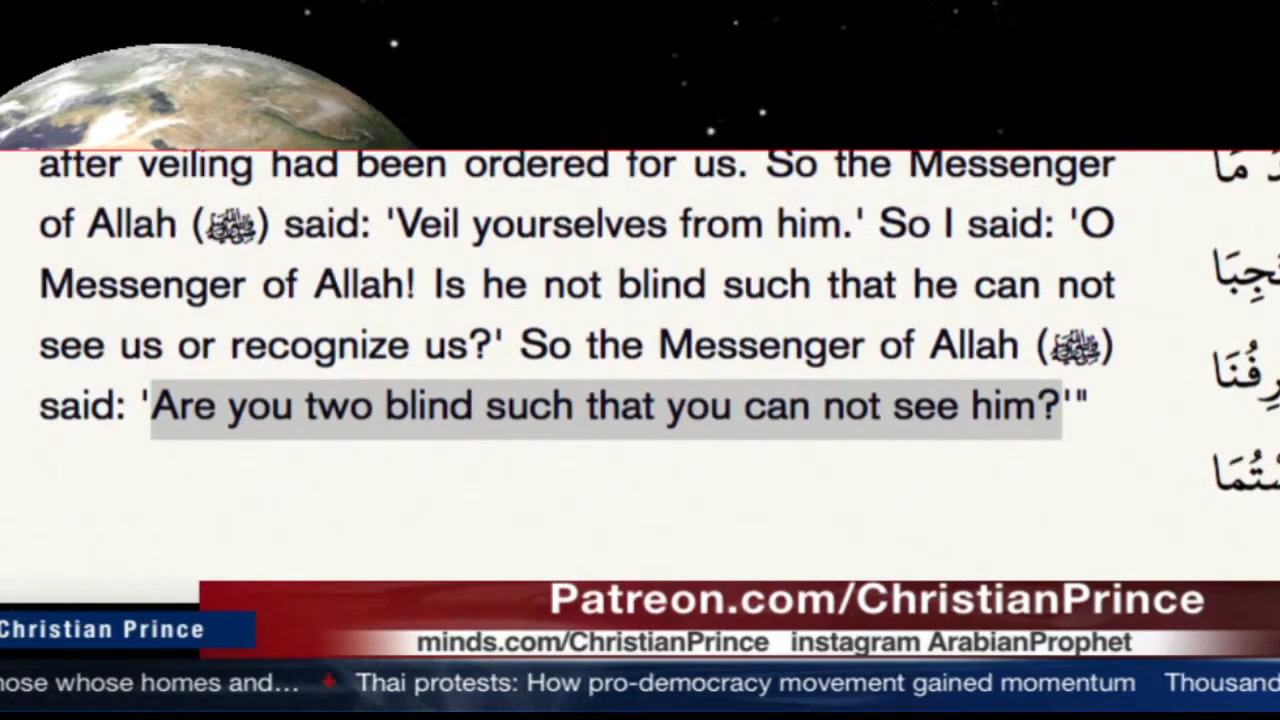 after veiling had been ordered for us. So the Messenger
of Allah (ﷺ) said: 'Veil yourselves from him.' So I said: 'O
Messenger of Allah! Is he not blind such that he can not
see us or recognize us?' So the Messenger of Allah (ﷺ)
said: 'Are you two blind such that you can not see him?'"
Patreon.com/ChristianPrince
Christian Prince
minds.com/ChristianPrince instagram ArabianProphet
whose homes and... Thai protests: How pro-democracy movement gained momentum